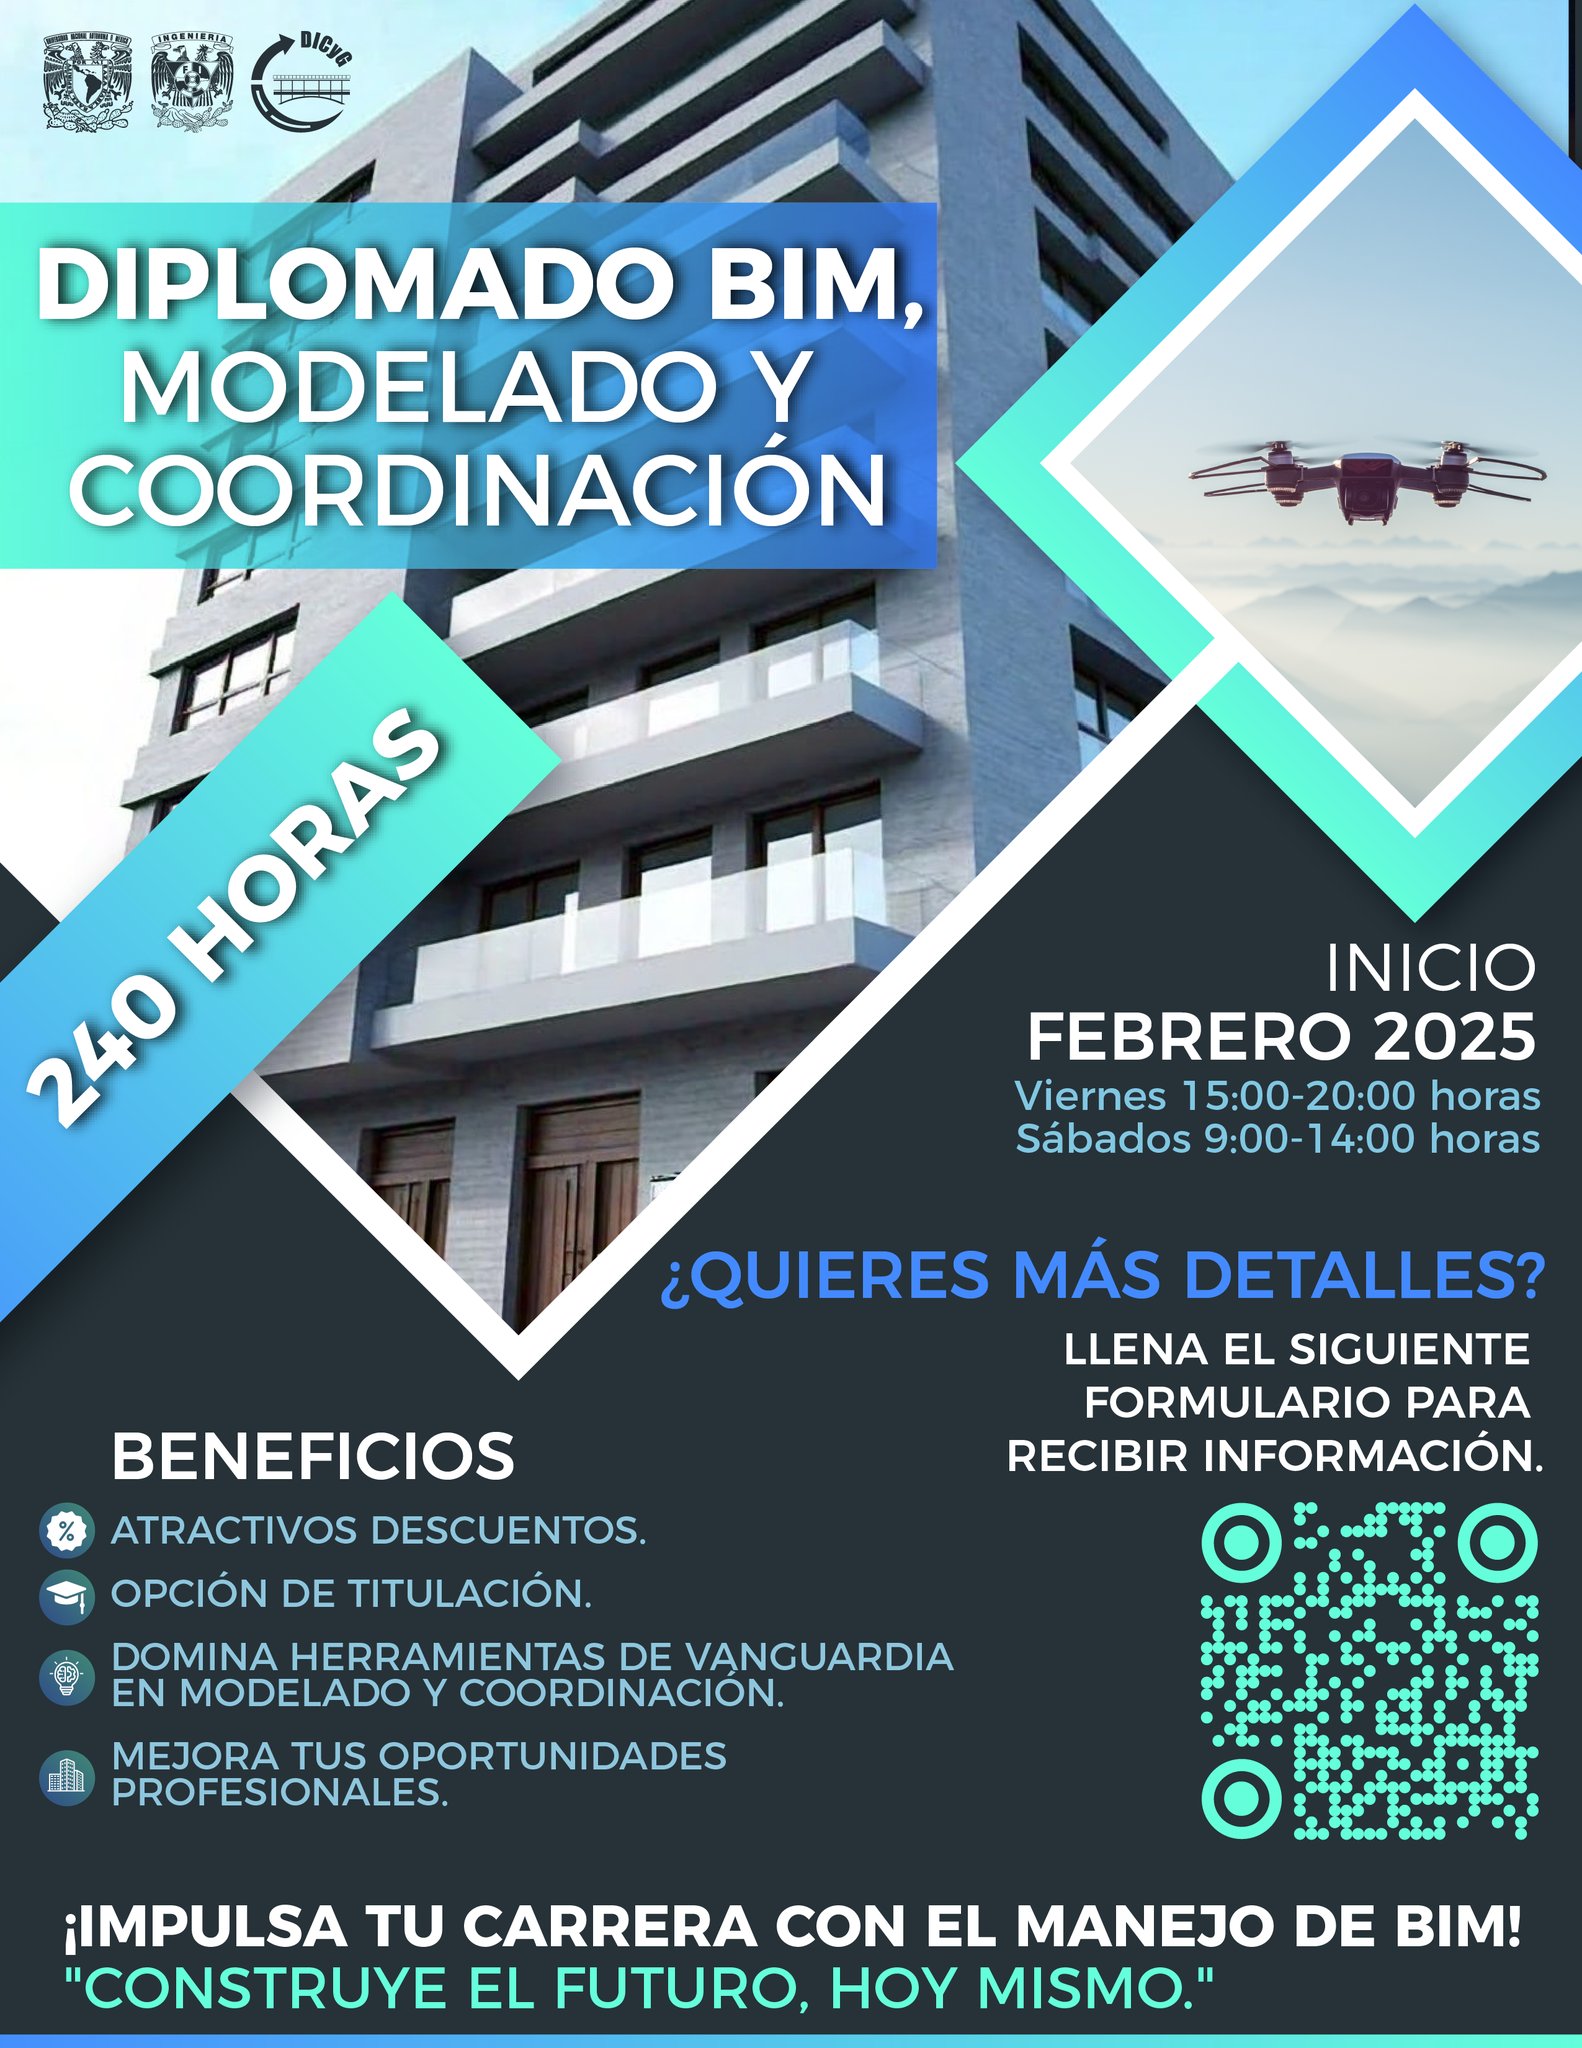 INGENIERIA
DICyG
DIPLOMADO BIM,
MODELADO Y
COORDINACIÓN
240 HORAS
INICIO
FEBRERO 2025
Viernes 15:00-20:00 horas
Sábados 9:00-14:00 horas
¿QUIERES MÁS DETALLES?
LLENA EL SIGUIENTE
FORMULARIO PARA
RECIBIR INFORMACIÓN.
BENEFICIOS
ATRACTIVOS DESCUENTOS.
OPCIÓN DE TITULACIÓN.
DOMINA HERRAMIENTAS DE VANGUARDIA
EN MODELADO Y COORDINACIÓN.
MEJORA TUS OPORTUNIDADES
PROFESIONALES.
¡IMPULSA TU CARRERA CON EL MANEJO DE BIM!
"CONSTRUYE EL FUTURO, HOY MISMO."